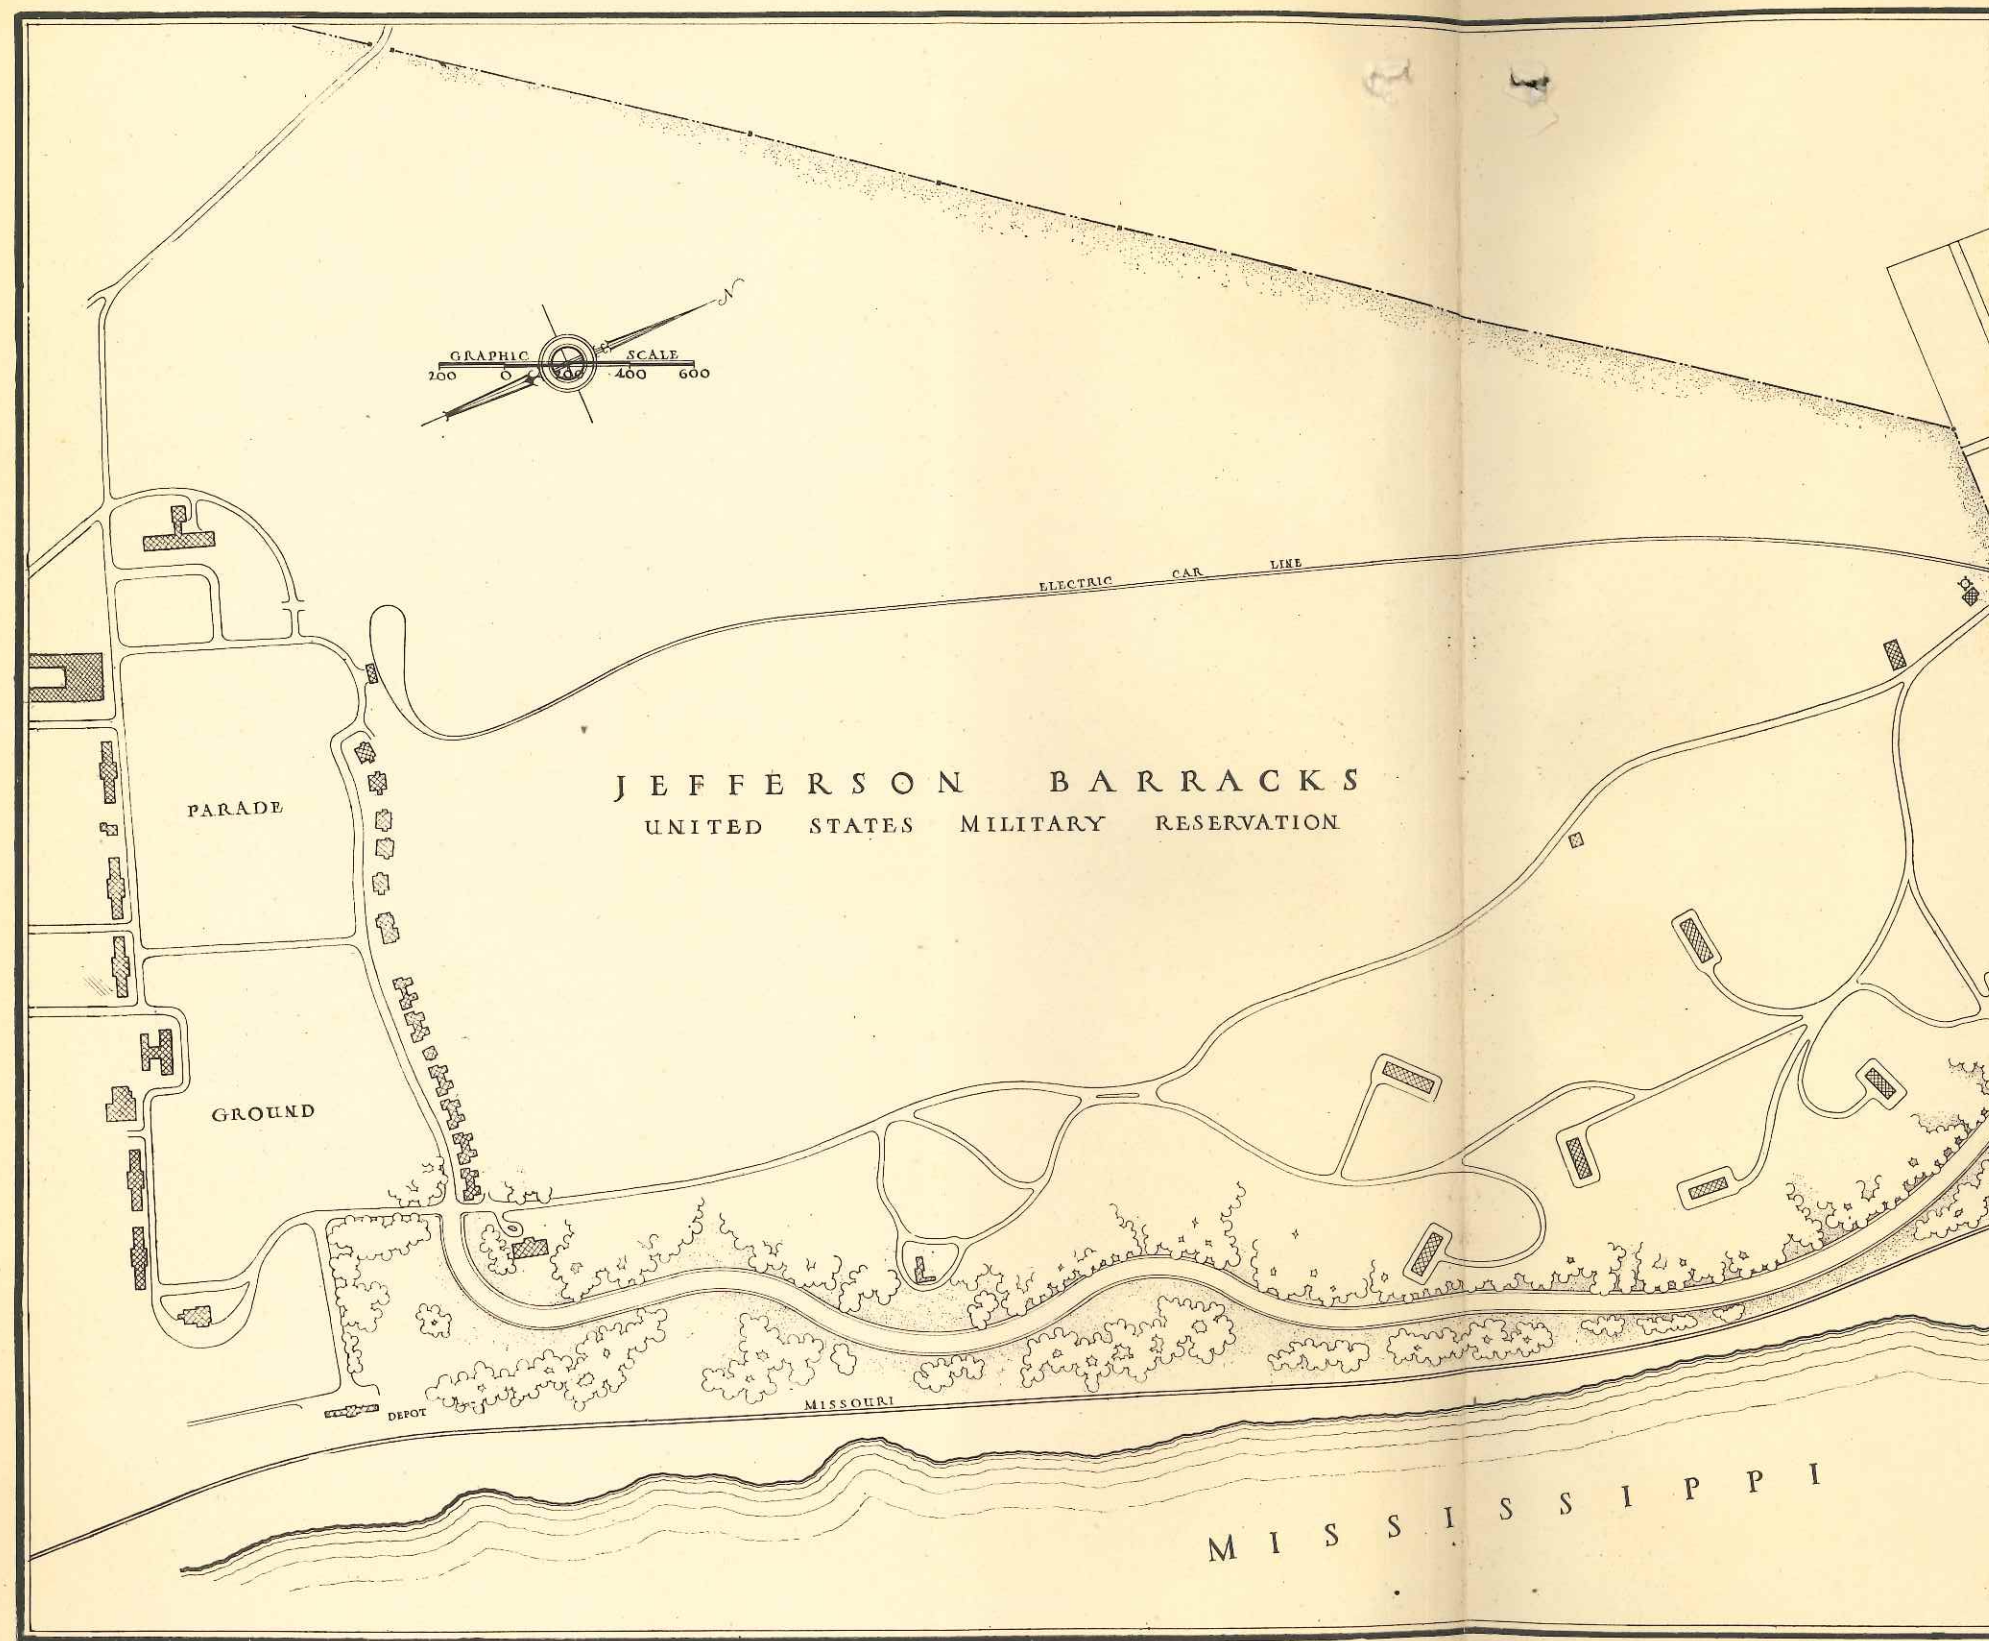 N
GRAPHIC SCALE
200 0 200 400 600
ELECTRIC CAR LINE
JEFFERSON BARRACKS
UNITED STATES MILITARY RESERVATION
PARADE
GROUND
MISSOURI
DEPOT
MISSISSIPPI